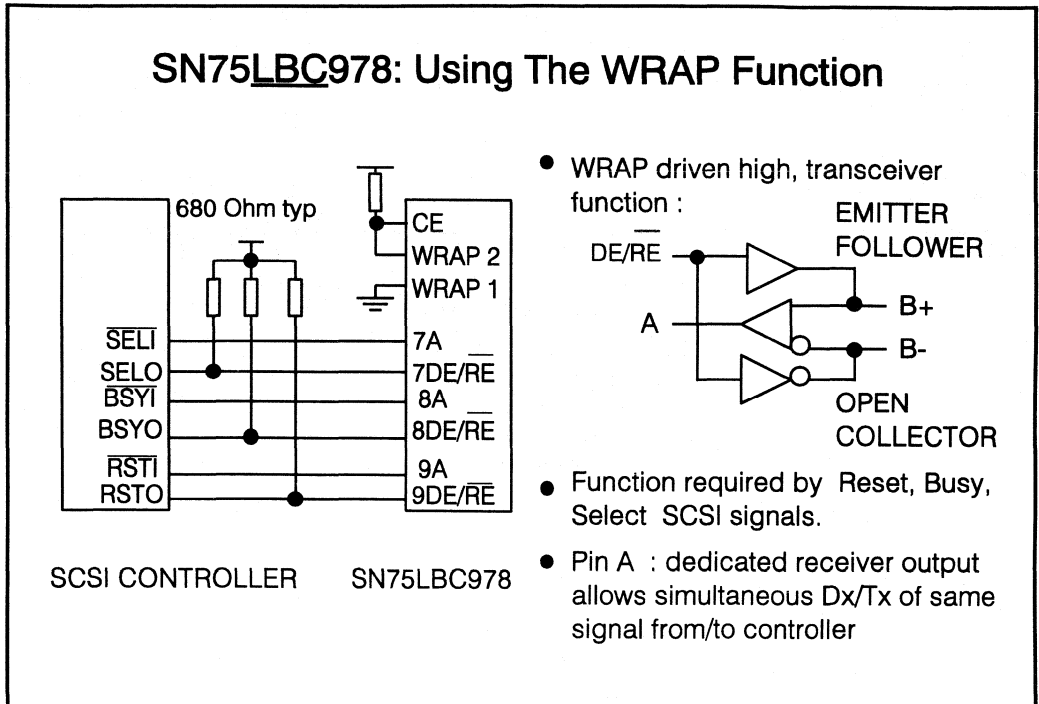 SN75LBC978: Using The WRAP Function
680 Ohm typ
CE
WRAP 2
WRAP 1
SELI
7A
SELO
7DE/RE
BSYI
8A
BSYO
8DE/RE
RSTI
9A
RSTO
9DE/RE
SCSI CONTROLLER
SN75LBC978
● WRAP driven high, transceiver
function :
EMITTER
FOLLOWER
DE/RE
B+
A
B-
OPEN
COLLECTOR
● Function required by Reset, Busy,
Select SCSI signals.
● Pin A : dedicated receiver output
allows simultaneous Dx/Tx of same
signal from/to controller